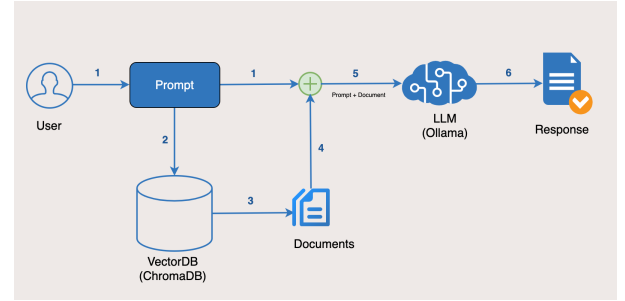 1
Prompt
1
5
Prompt + Document
6
User
LLM
(Ollama)
Response
2
4
3
Documents
VectorDB
(ChromaDB)